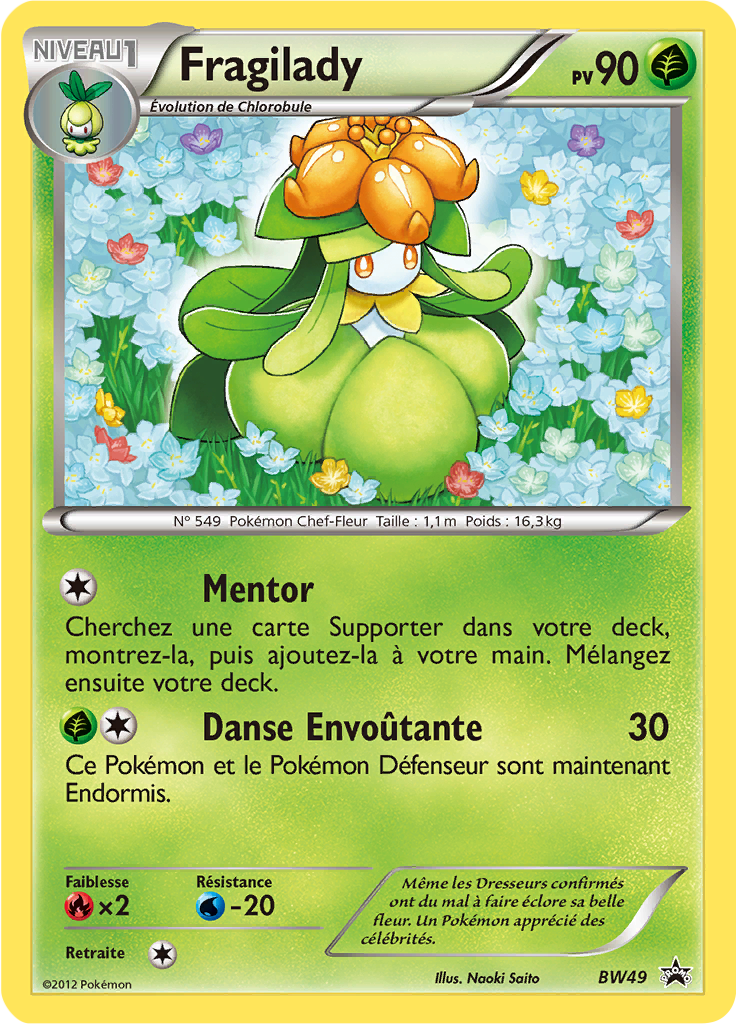 NIVEAU 1
Fragilady
PV 90
Évolution de Chlorobule
N° 549 Pokémon Chef-Fleur Taille : 1,1 m Poids : 16,3 kg
Mentor
Cherchez une carte Supporter dans votre deck,
montrez-la, puis ajoutez-la à votre main. Mélangez
ensuite votre deck.
Danse Envoûtante 30
Ce Pokémon et le Pokémon Défenseur sont maintenant
Endormis.
Faiblesse Résistance
×2 -20
Retraite
Même les Dresseurs confirmés
ont du mal à faire éclore sa belle
fleur. Un Pokémon apprécié des
célébrités.
©2012 Pokémon Illus. Naoki Saito BW49 PROMO